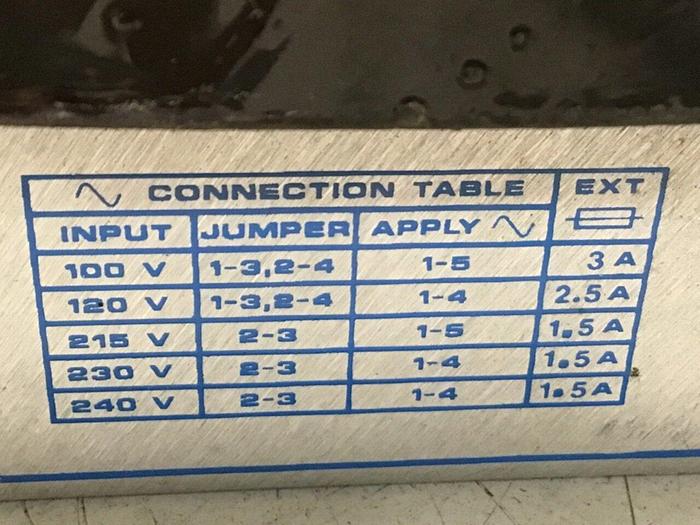 CONNECTION TABLE EXT
INPUT JUMPER APPLY
100 V 1-3,2-4 1-5 3 A
120 V 1-3,2-4 1-4 2.5 A
215 V 2-3 1-5 1.5 A
230 V 2-3 1-4 1.5 A
240 V 2-3 1-4 1.5 A